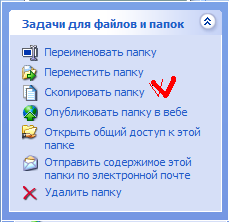 Задачи для файлов и папок
Переименовать папку
Переместить папку
Скопировать папку
Опубликовать папку в вебе
Открыть общий доступ к этой
папке
Отправить содержимое этой
папки по электронной почте
Удалить папку